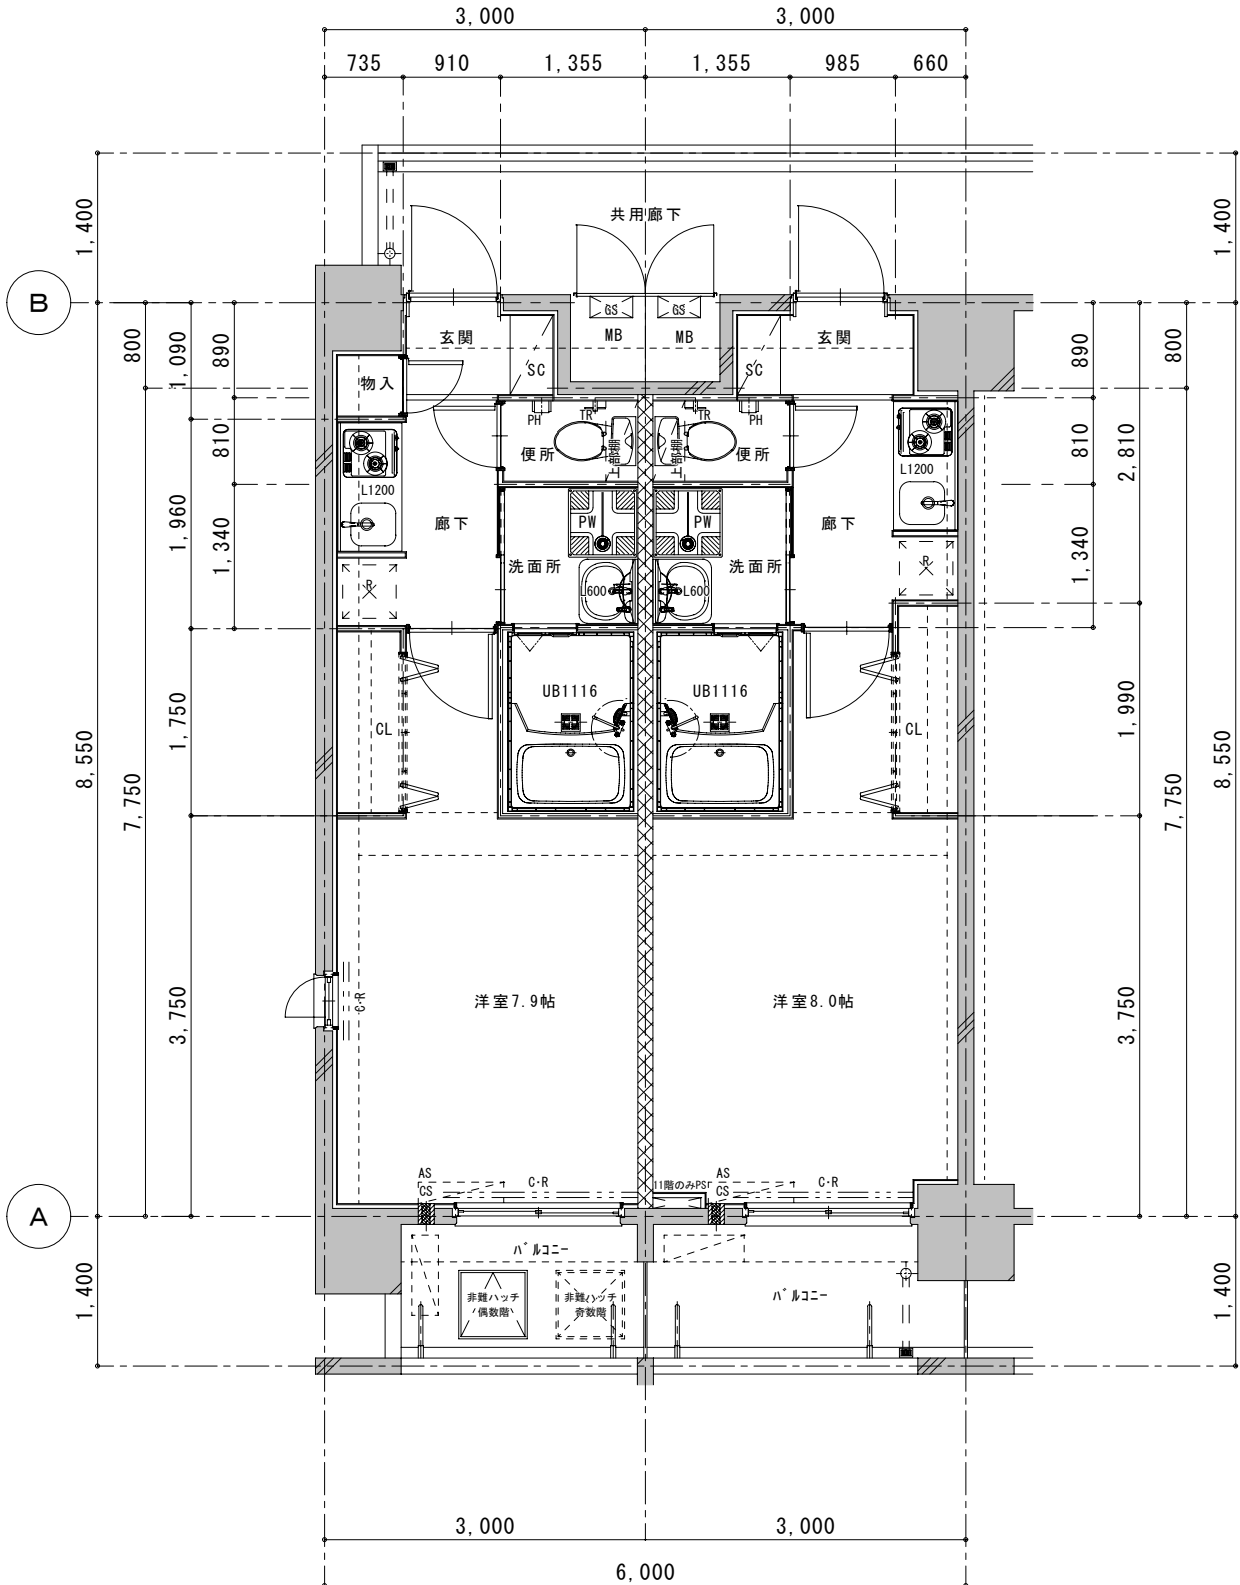 3,000 3,000
735 910 1,355 1,355 985 660
共用廊下
1,400 1,400
B
GS GS
MB MB
玄関 玄関
SC SC
物入
800 1,090 890 890 800
PH TR TR PH
便所 上部棚 上部棚 便所
810 810 2,810
L1200 L1200
PW PW
廊下 廊下
洗面所 洗面所
1,960 1,340 1,340
L600 L600
R R
UB1116 UB1116
CL CL
1,750 1,990
8,550 7,750 7,750 8,550
洋室7.9帖 洋室8.0帖
C・R
3,750 3,750
AS AS
CS C・R 11階のみPS CS C・R
A
バルコニー
バルコニー
非難ハッチ 非難ハッチ
偶数階 奇数階
1,400 1,400
3,000 3,000
6,000